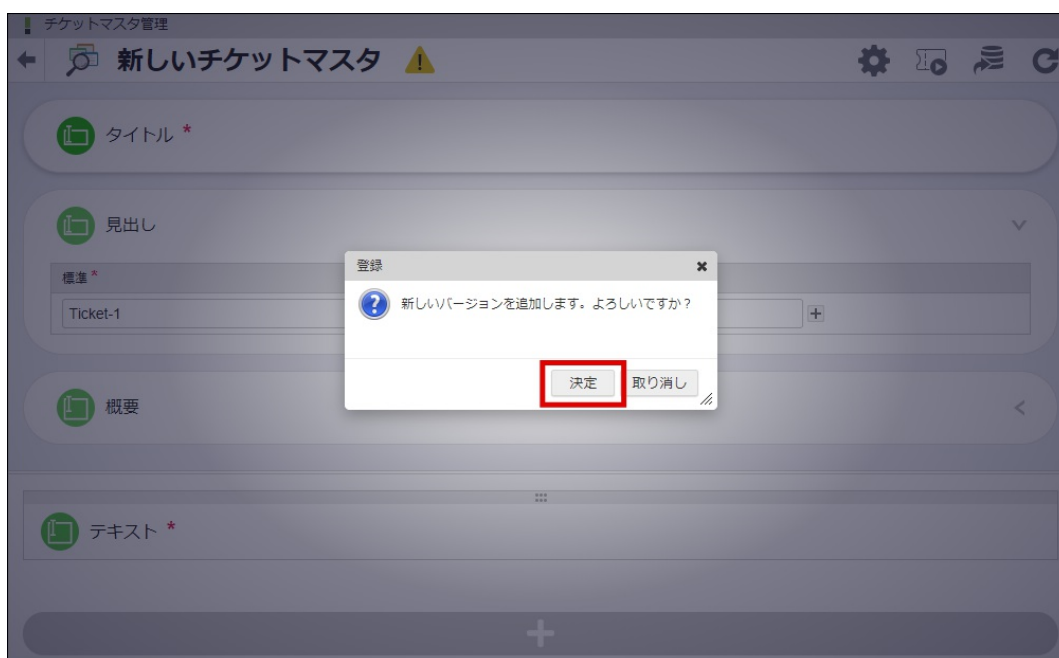 チケットマスタ管理
新しいチケットマスタ
タイトル *
見出し
標準 *
Ticket-1
登録
新しいバージョンを追加します。よろしいですか?
決定 取り消し
概要
テキスト *